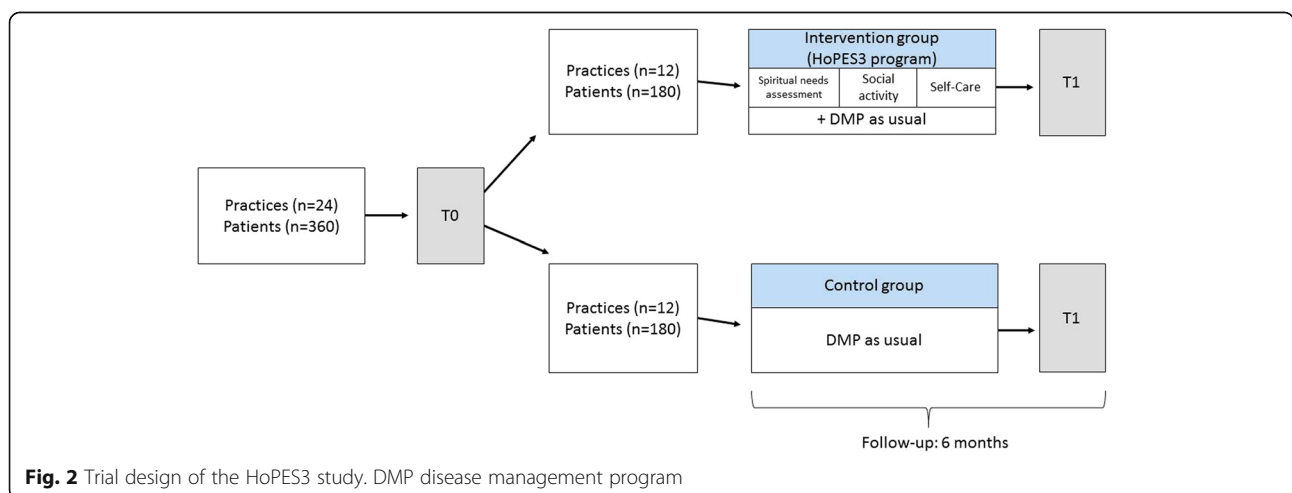 Practices (n=24)
Patients (n=360)
T0
Practices (n=12)
Patients (n=180)
Intervention group
(HoPES3 program)
Spiritual needs
assessment
Social
activity
Self-Care
+ DMP as usual
T1
Practices (n=12)
Patients (n=180)
Control group
DMP as usual
T1
Follow-up: 6 months
Fig. 2 Trial design of the HoPES3 study. DMP disease management program